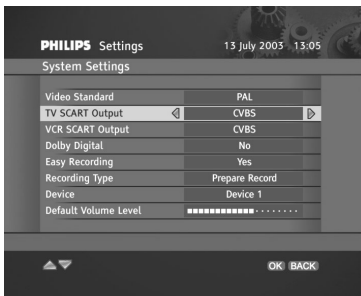 PHILIPS Settings 13 July 2003 13:05
System Settings
Video Standard PAL
TV SCART Output CVBS
VCR SCART Output CVBS
Dolby Digital No
Easy Recording Yes
Recording Type Prepare Record
Device Device 1
Default Volume Level
OK BACK